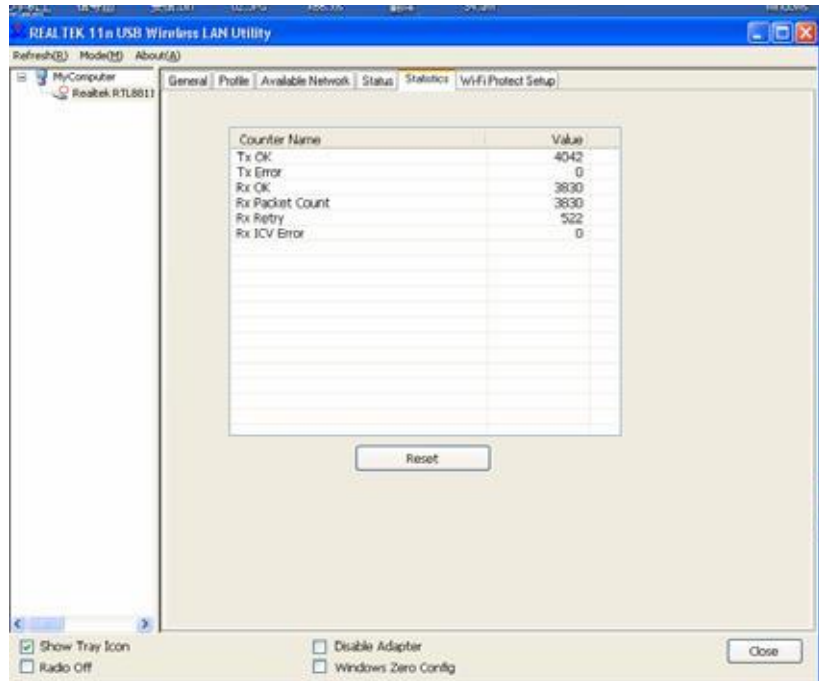 REALTEK 11n USB Wireless LAN Utility
Refresh(R) Mode(M) About(A)
MyComputer
Realtek RTL8811
General Profile Available Network Status Statistics Wi-Fi Protect Setup
Counter Name Value
Tx OK 4042
Tx Error 0
Rx OK 3830
Rx Packet Count 3830
Rx Retry 522
Rx ICV Error 0
Reset
Show Tray Icon
Radio Off
Disable Adapter
Windows Zero Config
Close